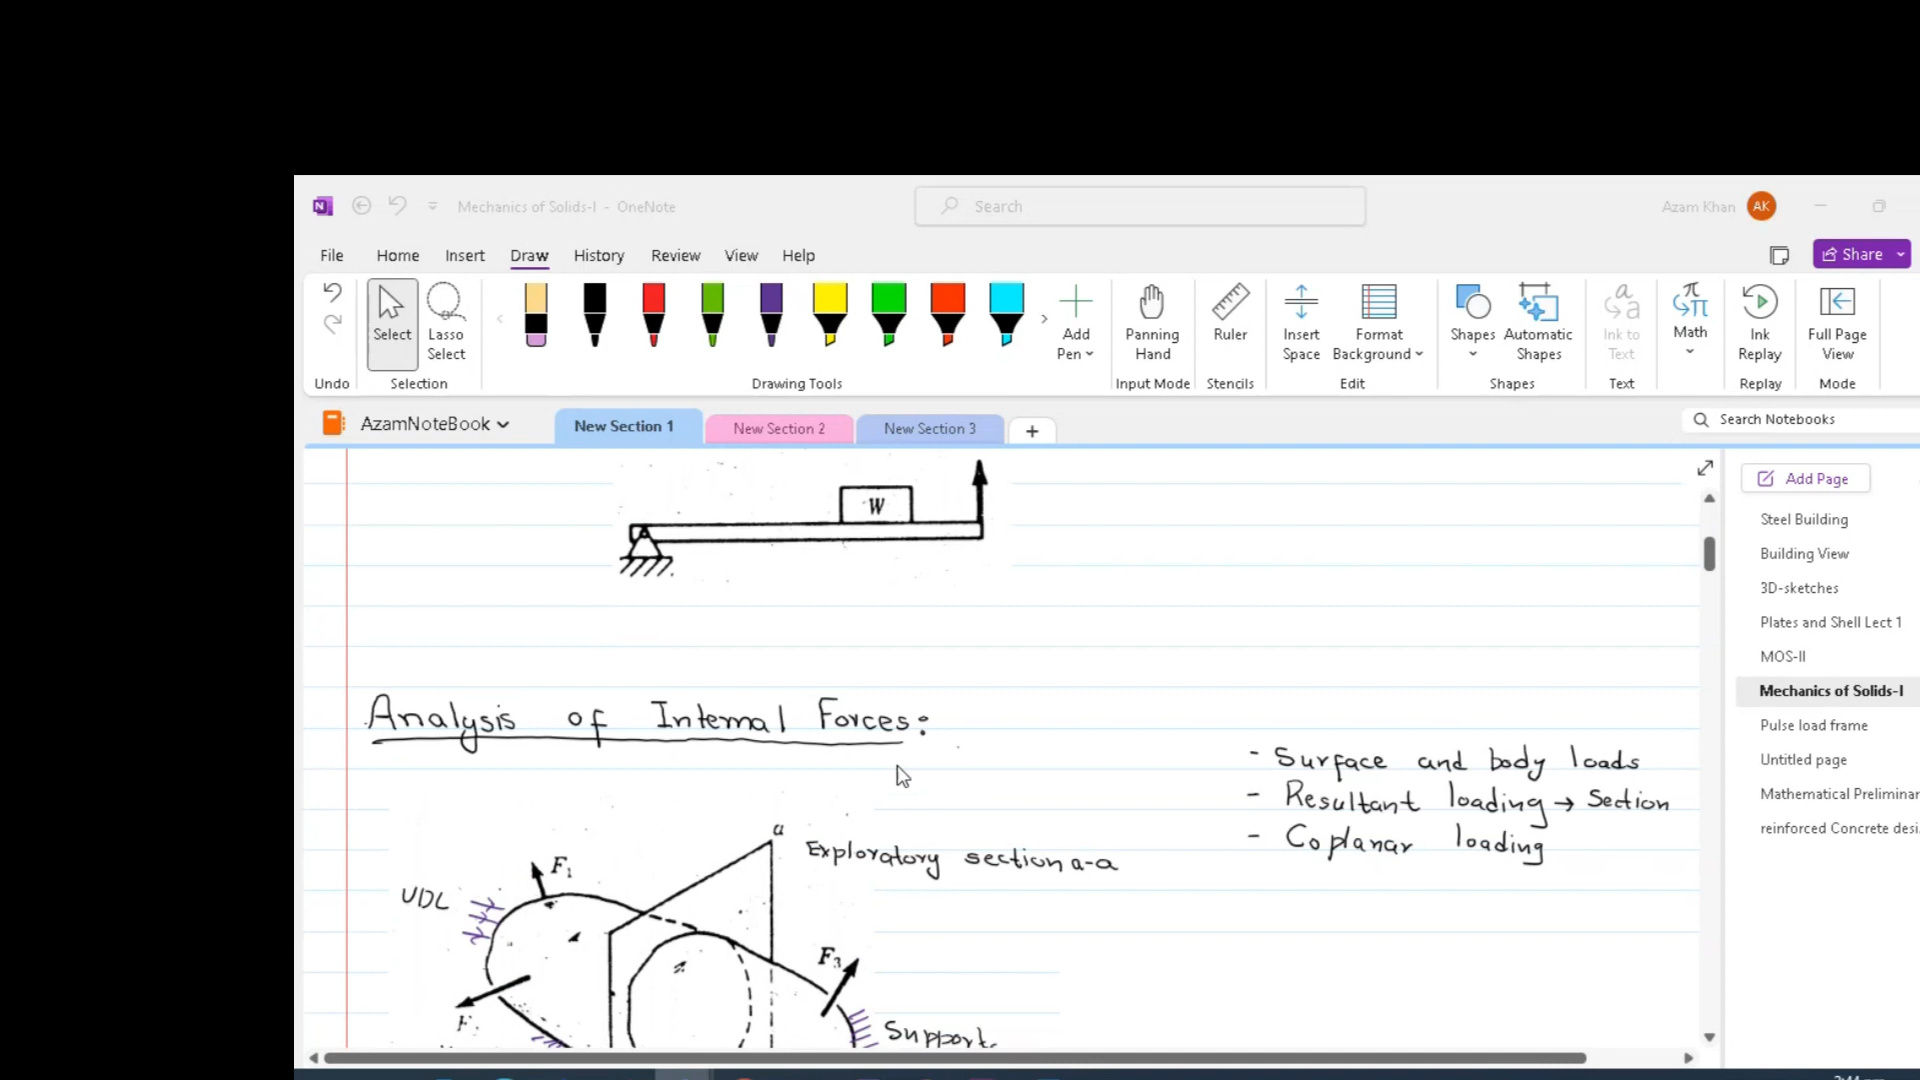 Mechanics of Solids-I - OneNote
Search
Azam Khan
AK
File
Home
Insert
Draw
History
Review
View
Help
Share
Select
Lasso
Select
Add
Pen
Panning
Hand
Ruler
Insert
Space
Format
Background
Shapes
Automatic
Shapes
Ink to
Text
Math
Ink
Replay
Full Page
View
Undo
Selection
Drawing Tools
Input Mode
Stencils
Edit
Shapes
Text
Replay
Mode
AzamNoteBook
New Section 1
New Section 2
New Section 3
+
Search Notebooks
Add Page
Steel Building
Building View
3D-sketches
Plates and Shell Lect 1
MOS-II
Mechanics of Solids-I
Pulse load frame
Untitled page
Mathematical Preliminar
reinforced Concrete desi..
W
Analysis of Internal Forces:
- Surface and body loads
- Resultant loading → Section
- Coplanar loading
a
Exploratory section a-a
F₁
UDL
F₃
F
Support